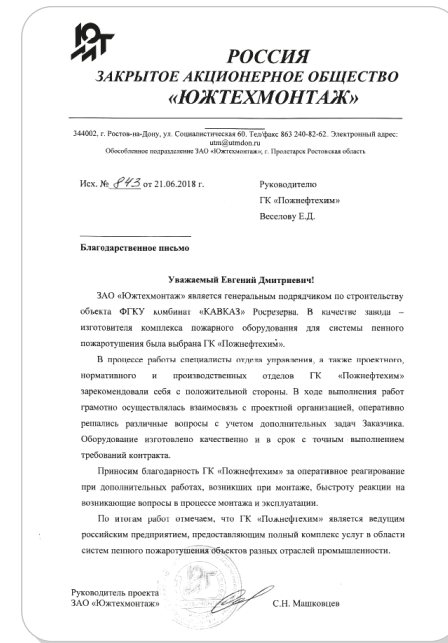 ЮТМ
РОССИЯ
ЗАКРЫТОЕ АКЦИОНЕРНОЕ ОБЩЕСТВО
«ЮЖТЕХМОНТАЖ»
344002, г. Ростов-на-Дону, ул. Социалистическая 60. Тел/факс 863 240-82-62. Электронный адрес:
utm@utmdon.ru
Обособленное подразделение ЗАО «Южтехмонтаж», г. Пролетарск Ростовская область
Исх. № 843 от 21.06.2018 г.
Руководителю
ГК «Пожнефтехим»
Веселову Е.Д.
Благодарственное письмо
Уважаемый Евгений Дмитриевич!
ЗАО «Южтехмонтаж» является генеральным подрядчиком по строительству
объекта ФГКУ комбинат «КАВКАЗ» Росрезерва. В качестве завода –
изготовителя комплекса пожарного оборудования для системы пенного
пожаротушения была выбрана ГК «Пожнефтехим».
В процессе работы специалисты отдела управления, а также проектного,
нормативного и производственных отделов ГК «Пожнефтехим»
зарекомендовали себя с положительной стороны. В ходе выполнения работ
грамотно осуществлялась взаимосвязь с проектной организацией, оперативно
решались различные вопросы с учетом дополнительных задач Заказчика.
Оборудование изготовлено качественно и в срок с точным выполнением
требований контракта.
Приносим благодарность ГК «Пожнефтехим» за оперативное реагирование
при дополнительных работах, возникших при монтаже, быстроту реакции на
возникающие вопросы в процессе монтажа и эксплуатации.
По итогам работ отмечаем, что ГК «Пожнефтехим» является ведущим
российским предприятием, предоставляющим полный комплекс услуг в области
систем пенного пожаротушения объектов разных отраслей промышленности.
Руководитель проекта
ЗАО «Южтехмонтаж»
С.Н. Машковцев